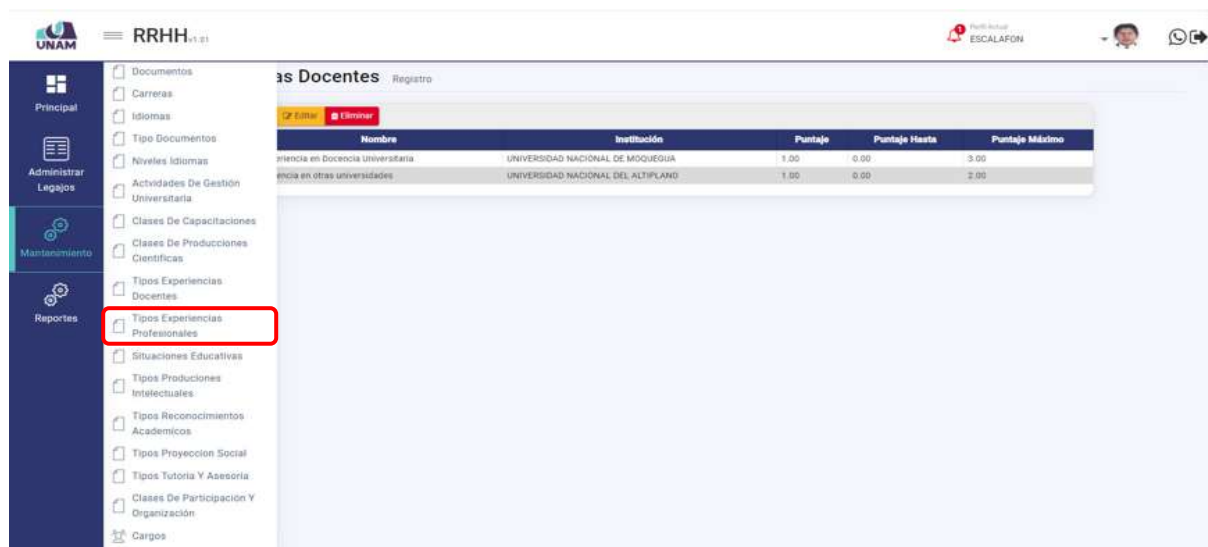 UNAM
RRHH v1.01
1
Perfil Actual
ESCALAFON
Principal
Administrar
Legajos
Mantenimiento
Reportes
Documentos
Carreras
Idiomas
Tipo Documentos
Niveles Idiomas
Actvidades De Gestión
Universitaria
Clases De Capacitaciones
Clases De Producciones
Cientificas
Tipos Experiencias
Docentes
Tipos Experiencias
Profesionales
Situaciones Educativas
Tipos Produciones
Intelectuales
Tipos Reconocimientos
Academicos
Tipos Proyeccion Social
Tipos Tutoria Y Asesoria
Clases De Participación Y
Organización
Cargos
as Docentes Registro
Editar Eliminar
Nombre Institución Puntaje Puntaje Hasta Puntaje Máximo
eriencia en Docencia Universitaria UNIVERSIDAD NACIONAL DE MOQUEGUA 1.00 0.00 3.00
encia en otras universidades UNIVERSIDAD NACIONAL DEL ALTIPLANO 1.00 0.00 2.00